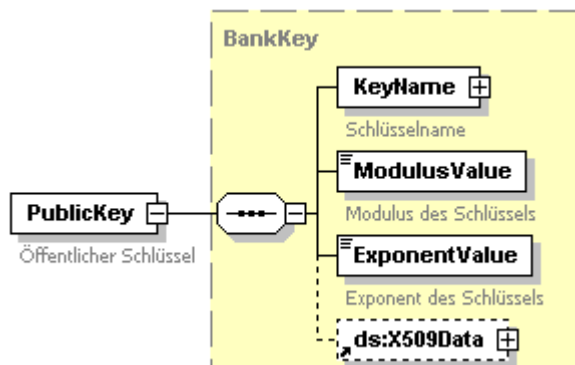 BankKey
KeyName
Schlüsselname
ModulusValue
Modulus des Schlüssels
PublicKey
Öffentlicher Schlüssel
ExponentValue
Exponent des Schlüssels
ds:X509Data